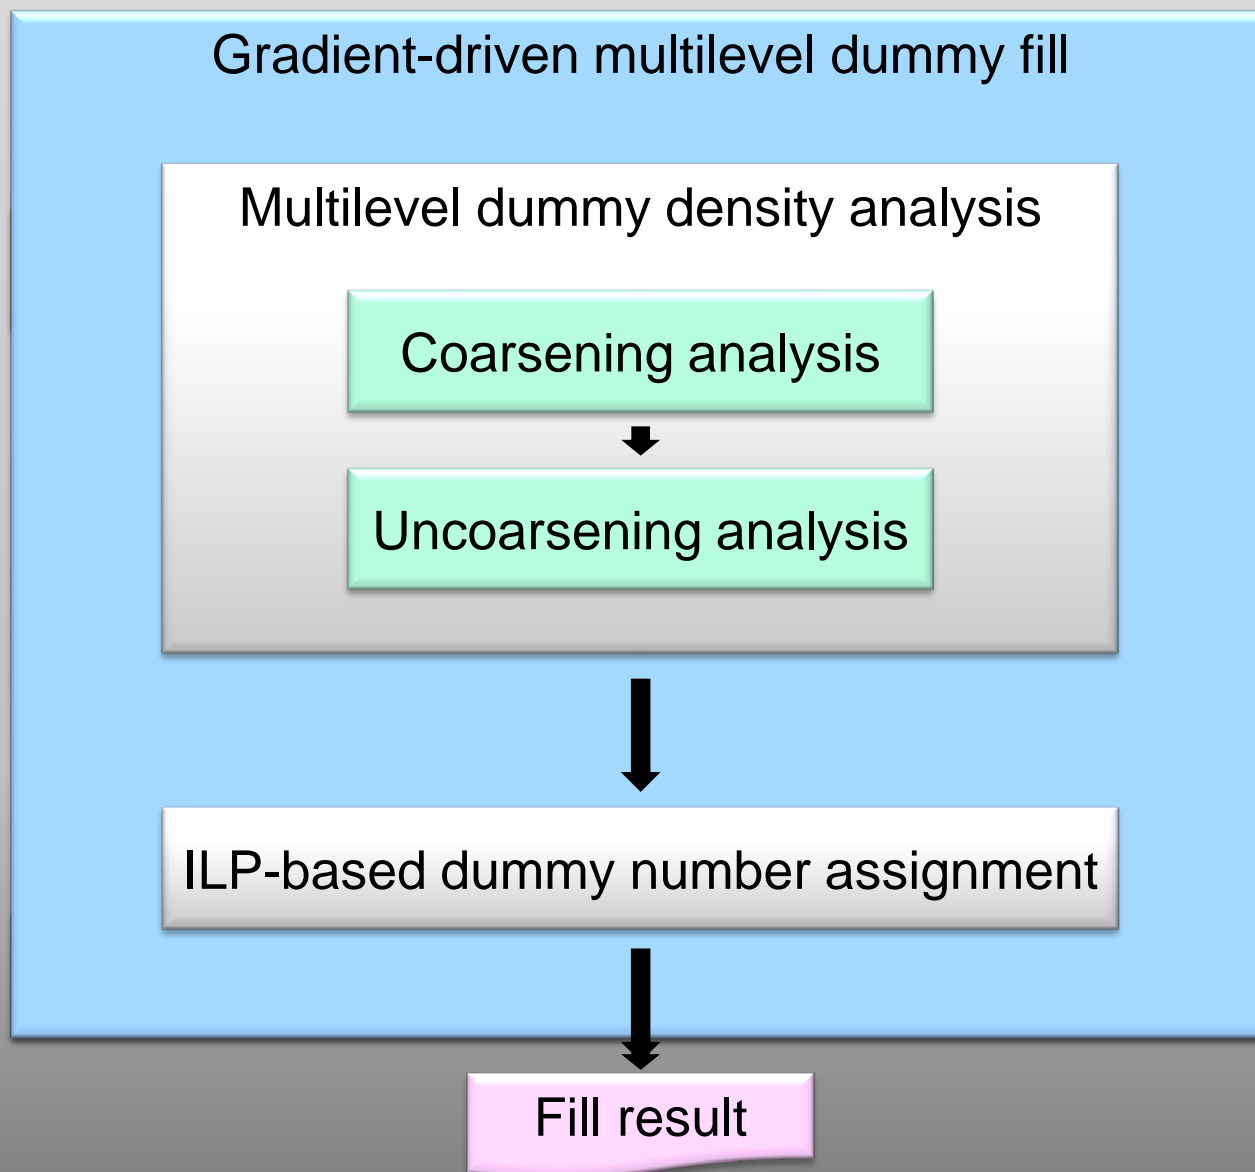 Gradient-driven multilevel dummy fill
Multilevel dummy density analysis
Coarsening analysis
Uncoarsening analysis
ILP-based dummy number assignment
Fill result